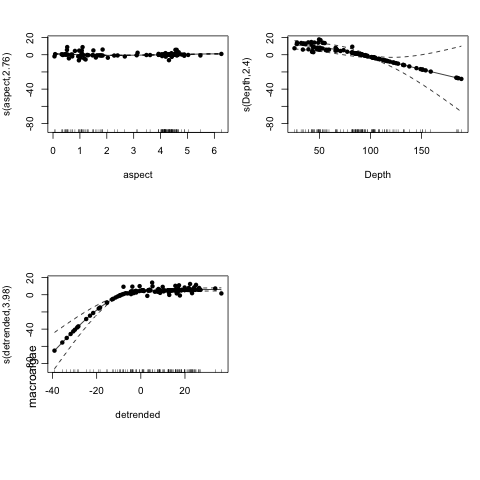 s(aspect,2.76)
20
0
-40
-80
0 1 2 3 4 5 6
aspect
s(Depth,2.4)
20
0
-40
-80
50 100 150
Depth
s(detrended,3.98)
20
0
-40
-80
macroalgae
-40 -20 0 20
detrended